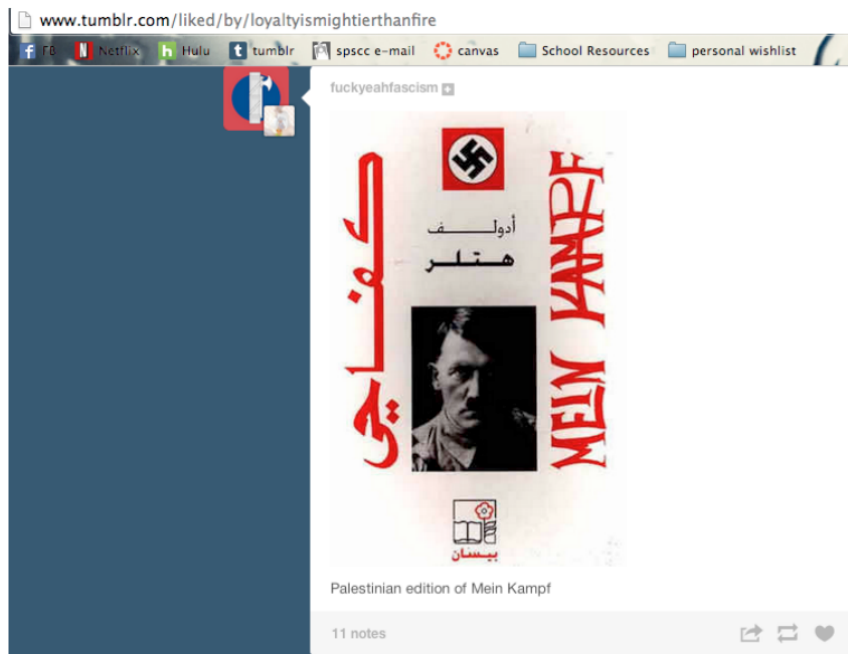 www.tumblr.com/liked/by/loyaltyismightierthanfire
FB Netflix Hulu tumblr spscc e-mail canvas School Resources personal wishlist
fuckyeahfascism
كفاحي
أدولف
هتلر
MEIN KAMPF
بيسان
Palestinian edition of Mein Kampf
11 notes